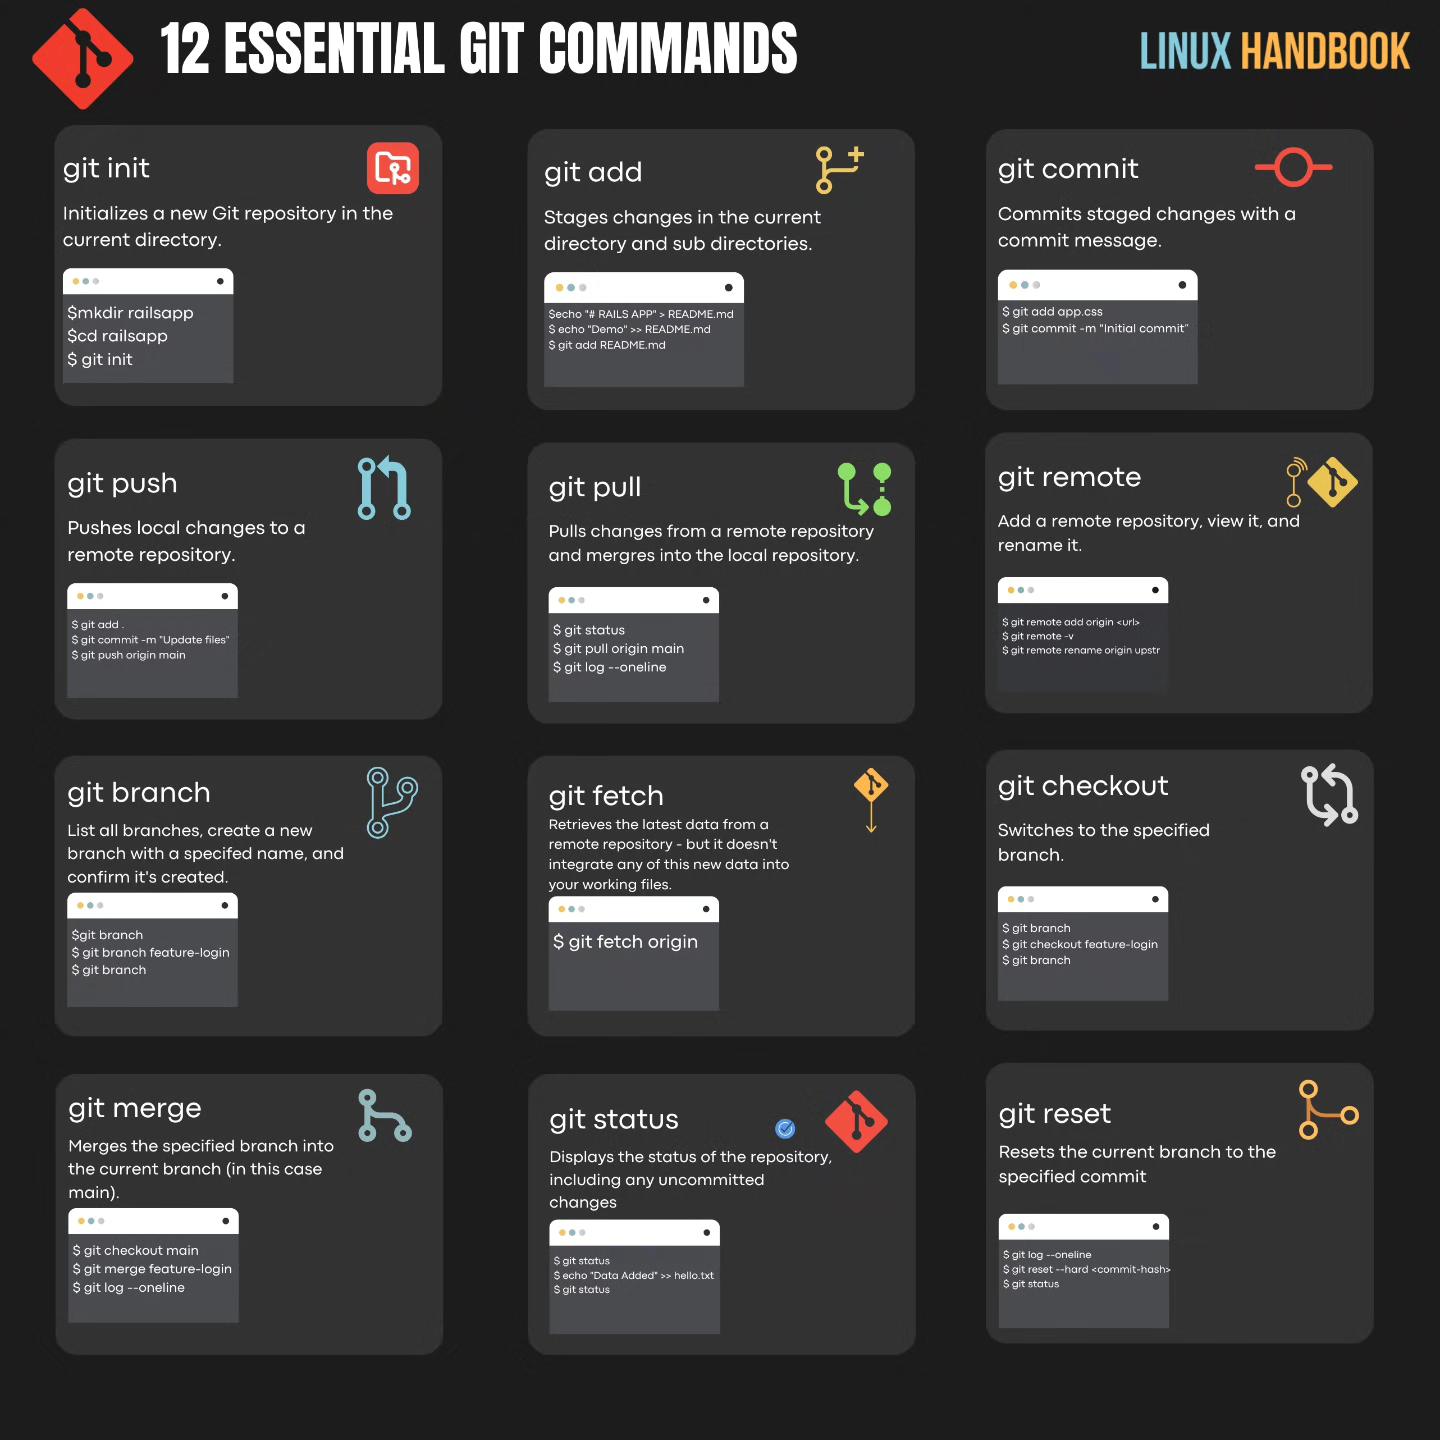 12 ESSENTIAL GIT COMMANDS
LINUX HANDBOOK
git init
Initializes a new Git repository in the
current directory.
$mkdir railsapp
$cd railsapp
$ git init
git add
Stages changes in the current
directory and sub directories.
$echo "# RAILS APP" > README.md
$ echo "Demo" >> README.md
$ git add README.md
git comnit
Commits staged changes with a
commit message.
$ git add app.css
$ git commit -m "Initial commit"
git push
Pushes local changes to a
remote repository.
$ git add .
$ git commit -m "Update files"
$ git push origin main
git pull
Pulls changes from a remote repository
and mergres into the local repository.
$ git status
$ git pull origin main
$ git log --oneline
git remote
Add a remote repository, view it, and
rename it.
$ git remote add origin <url>
$ git remote -v
$ git remote rename origin upstr
git branch
List all branches, create a new
branch with a specifed name, and
confirm it's created.
$git branch
$ git branch feature-login
$ git branch
git fetch
Retrieves the latest data from a
remote repository - but it doesn't
integrate any of this new data into
your working files.
$ git fetch origin
git checkout
Switches to the specified
branch.
$ git branch
$ git checkout feature-login
$ git branch
git merge
Merges the specified branch into
the current branch (in this case
main).
$ git checkout main
$ git merge feature-login
$ git log --oneline
git status
Displays the status of the repository,
including any uncommitted
changes
$ git status
$ echo "Data Added" >> hello.txt
$ git status
git reset
Resets the current branch to the
specified commit
$ git log --oneline
$ git reset --hard <commit-hash>
$ git status